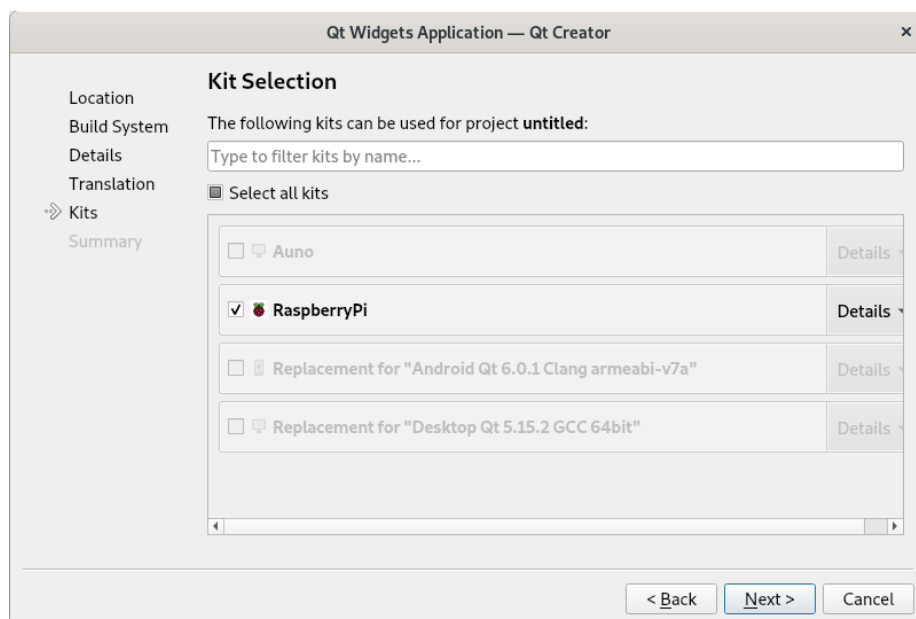 Qt Widgets Application — Qt Creator
Location
Build System
Details
Translation
Kits
Summary
Kit Selection
The following kits can be used for project untitled:
Type to filter kits by name...
Select all kits
Auno Details
RaspberryPi Details
Replacement for "Android Qt 6.0.1 Clang armeabi-v7a" Details
Replacement for "Desktop Qt 5.15.2 GCC 64bit" Details
< Back Next > Cancel